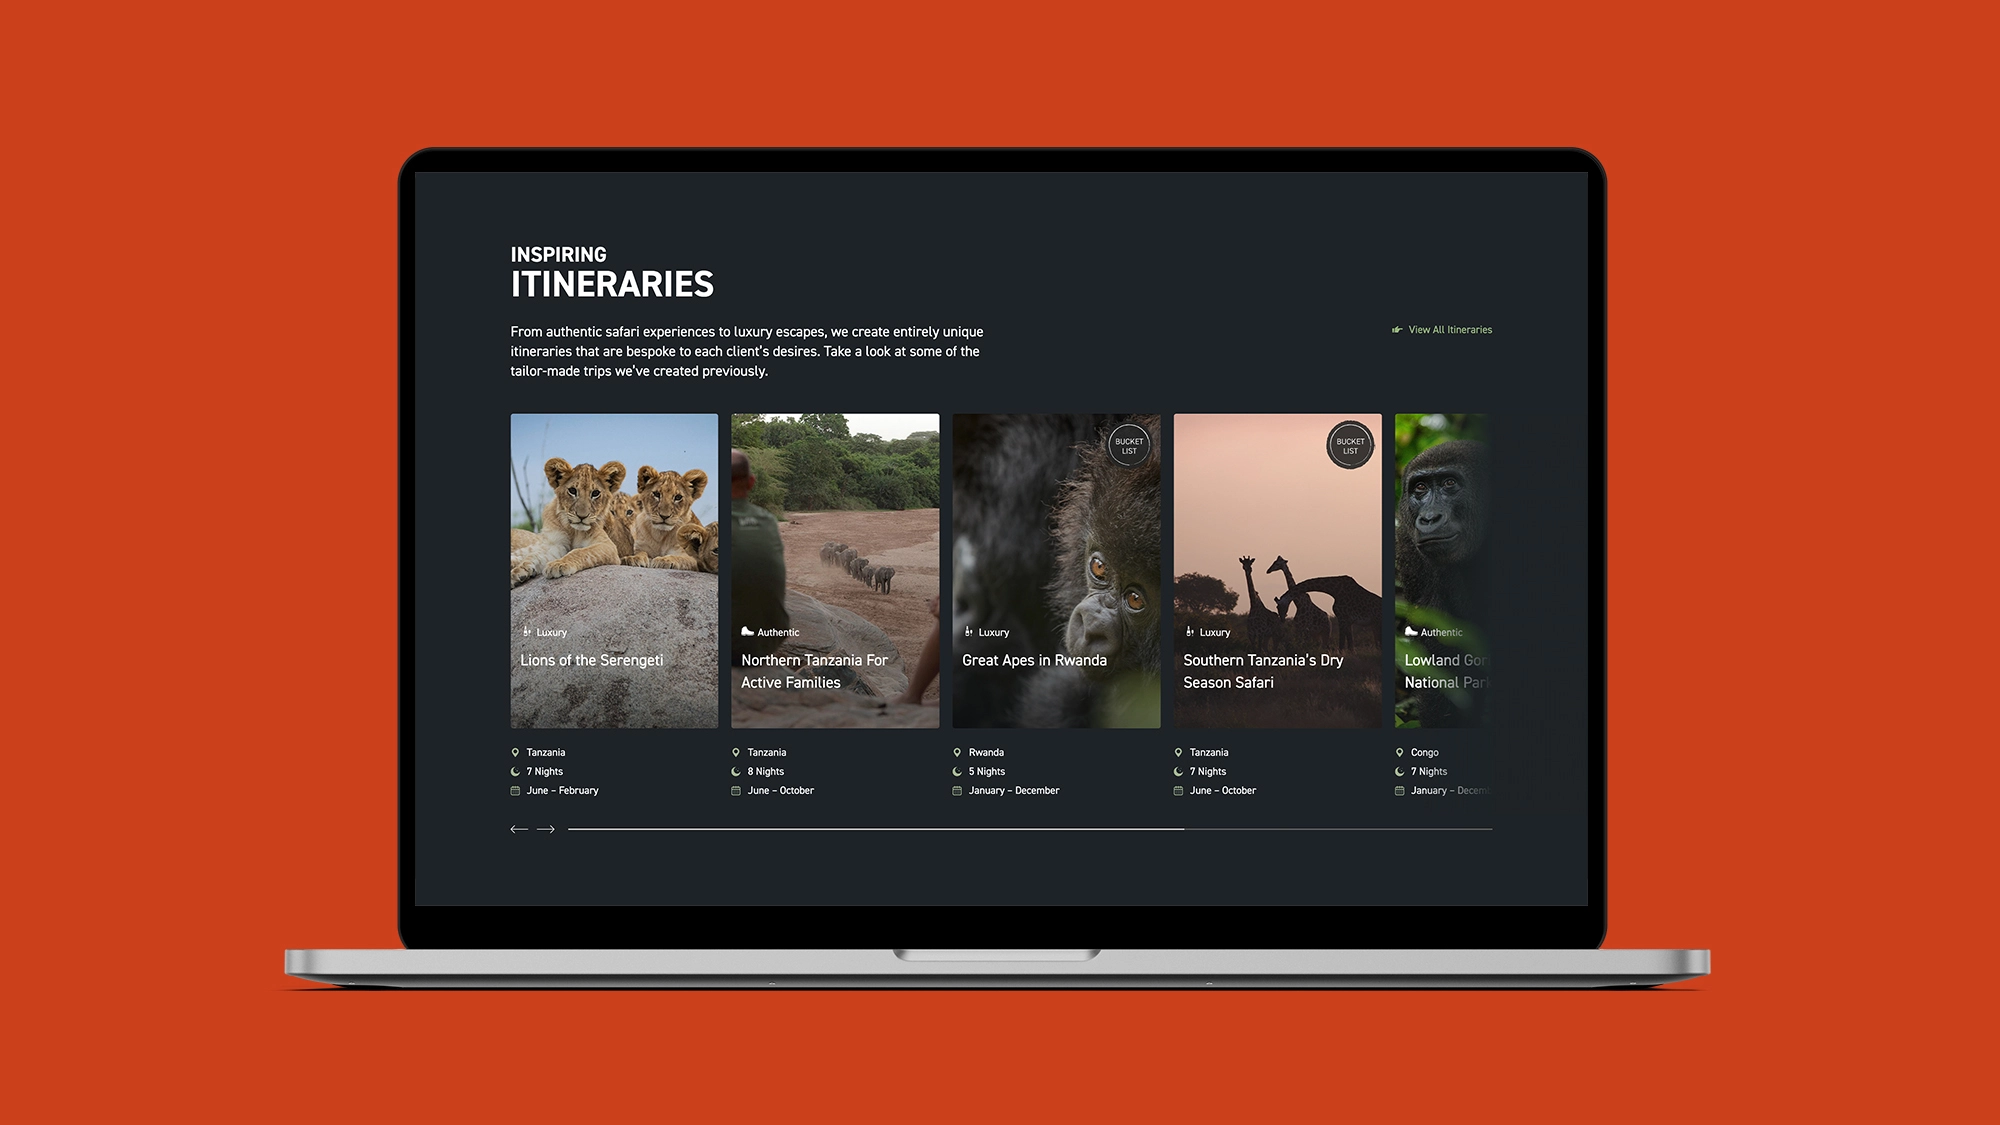 INSPIRING
ITINERARIES
From authentic safari experiences to luxury escapes, we create entirely unique
itineraries that are bespoke to each client's desires. Take a look at some of the
tailor-made trips we've created previously.
View All Itineraries
Luxury
Lions of the Serengeti
Tanzania
7 Nights
June – February
Authentic
Northern Tanzania For
Active Families
Tanzania
8 Nights
June – October
BUCKET
LIST
Luxury
Great Apes in Rwanda
Rwanda
5 Nights
January – December
BUCKET
LIST
Luxury
Southern Tanzania's Dry
Season Safari
Tanzania
7 Nights
June – October
Authentic
Lowland Gor
National Park
Congo
7 Nights
January – Decem